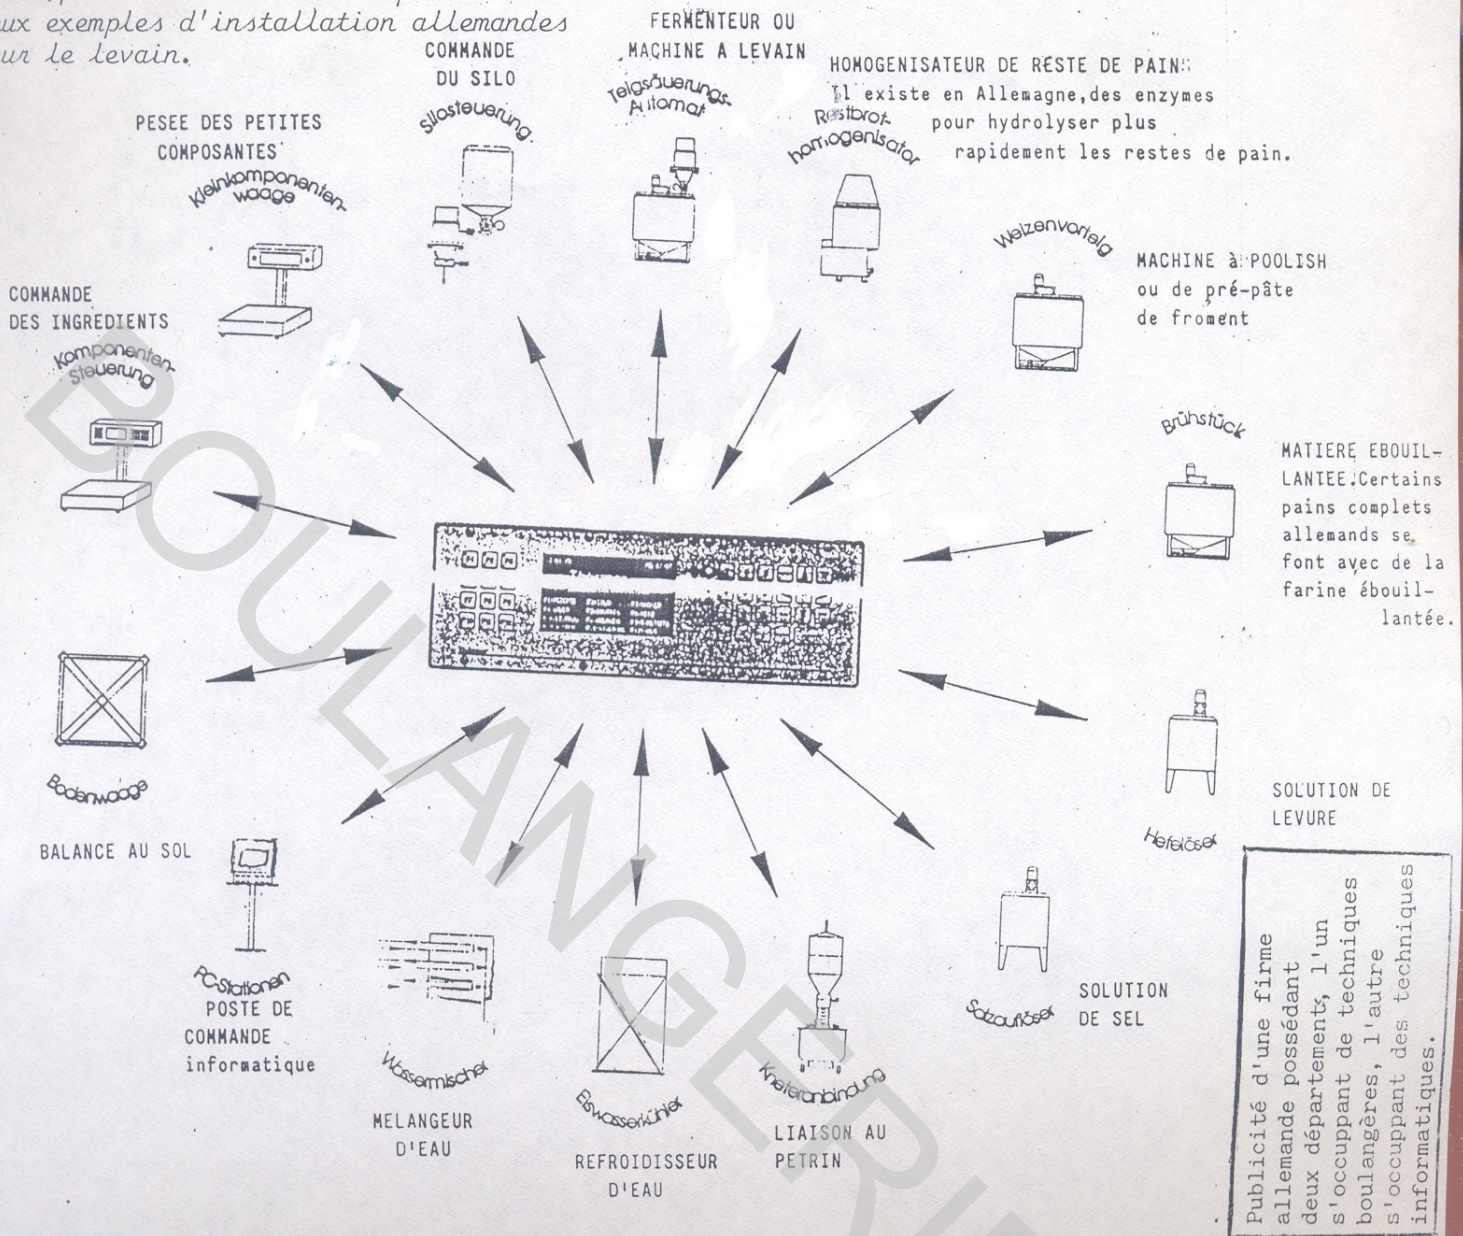 ux exemples d'installation allemandes
ur le levain.
COMMANDE
DU SILO
Silosteuerung
FERMENTEUR OU
MACHINE A LEVAIN
Teigsäuerungs-
Automat
HOMOGENISATEUR DE RESTE DE PAIN:
Il existe en Allemagne,des enzymes
pour hydrolyser plus
rapidement les restes de pain.
Restbrot-
homogenisator
PESEE DES PETITES
COMPOSANTES
Kleinkomponenten-
waage
Weizenvorteig
MACHINE à POOLISH
ou de pré-pâte
de froment
COMMANDE
DES INGREDIENTS
Komponenten-
Steuerung
Brühstück
MATIERE EBOUIL-
LANTEE.Certains
pains complets
allemands se
font avec de la
farine ébouil-
lantée.
Bodenwaage
BALANCE AU SOL
SOLUTION DE
LEVURE
Hefelöser
PC-Stationen
POSTE DE
COMMANDE
informatique
Wassermischer
MELANGEUR
D'EAU
Eiswasserkühler
REFROIDISSEUR
D'EAU
Kneteranbindung
LIAISON AU
PETRIN
Salzauflöser
SOLUTION
DE SEL
Publicité d'une firme
allemande possédant
deux départements, l'un
s'occuppant de techniques
boulangères, l'autre
s'occuppant des techniques
informatiques.
BOULANGERI